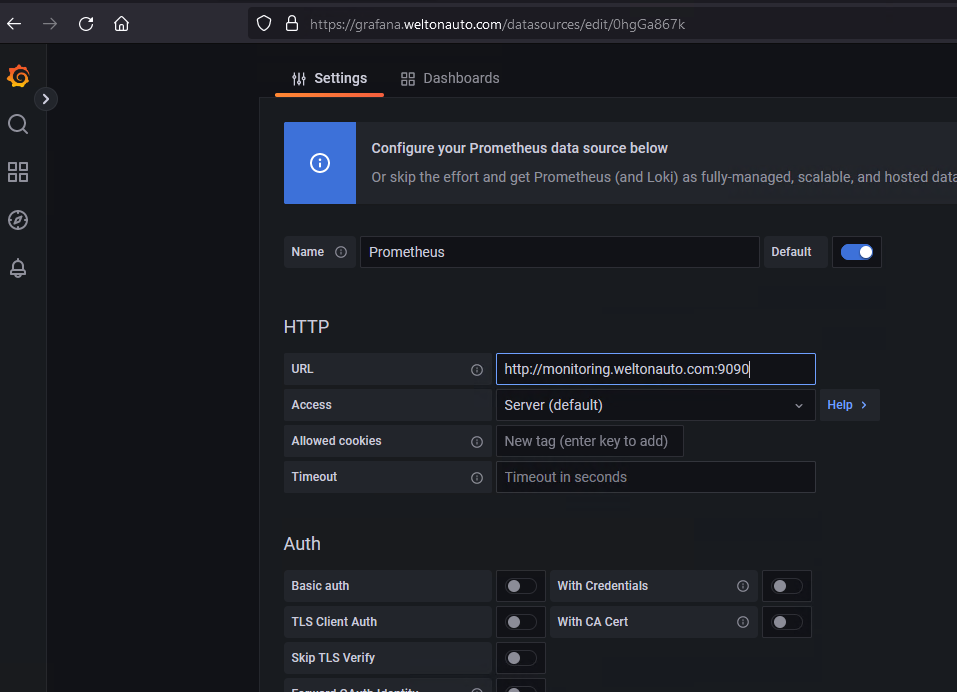 https://grafana.weltonauto.com/datasources/edit/0hgGa867k
Settings Dashboards
Configure your Prometheus data source below
Or skip the effort and get Prometheus (and Loki) as fully-managed, scalable, and hosted data
Name Prometheus Default
HTTP
URL http://monitoring.weltonauto.com:9090
Access Server (default) Help
Allowed cookies New tag (enter key to add)
Timeout Timeout in seconds
Auth
Basic auth With Credentials
TLS Client Auth With CA Cert
Skip TLS Verify
Forward OAuth Identity